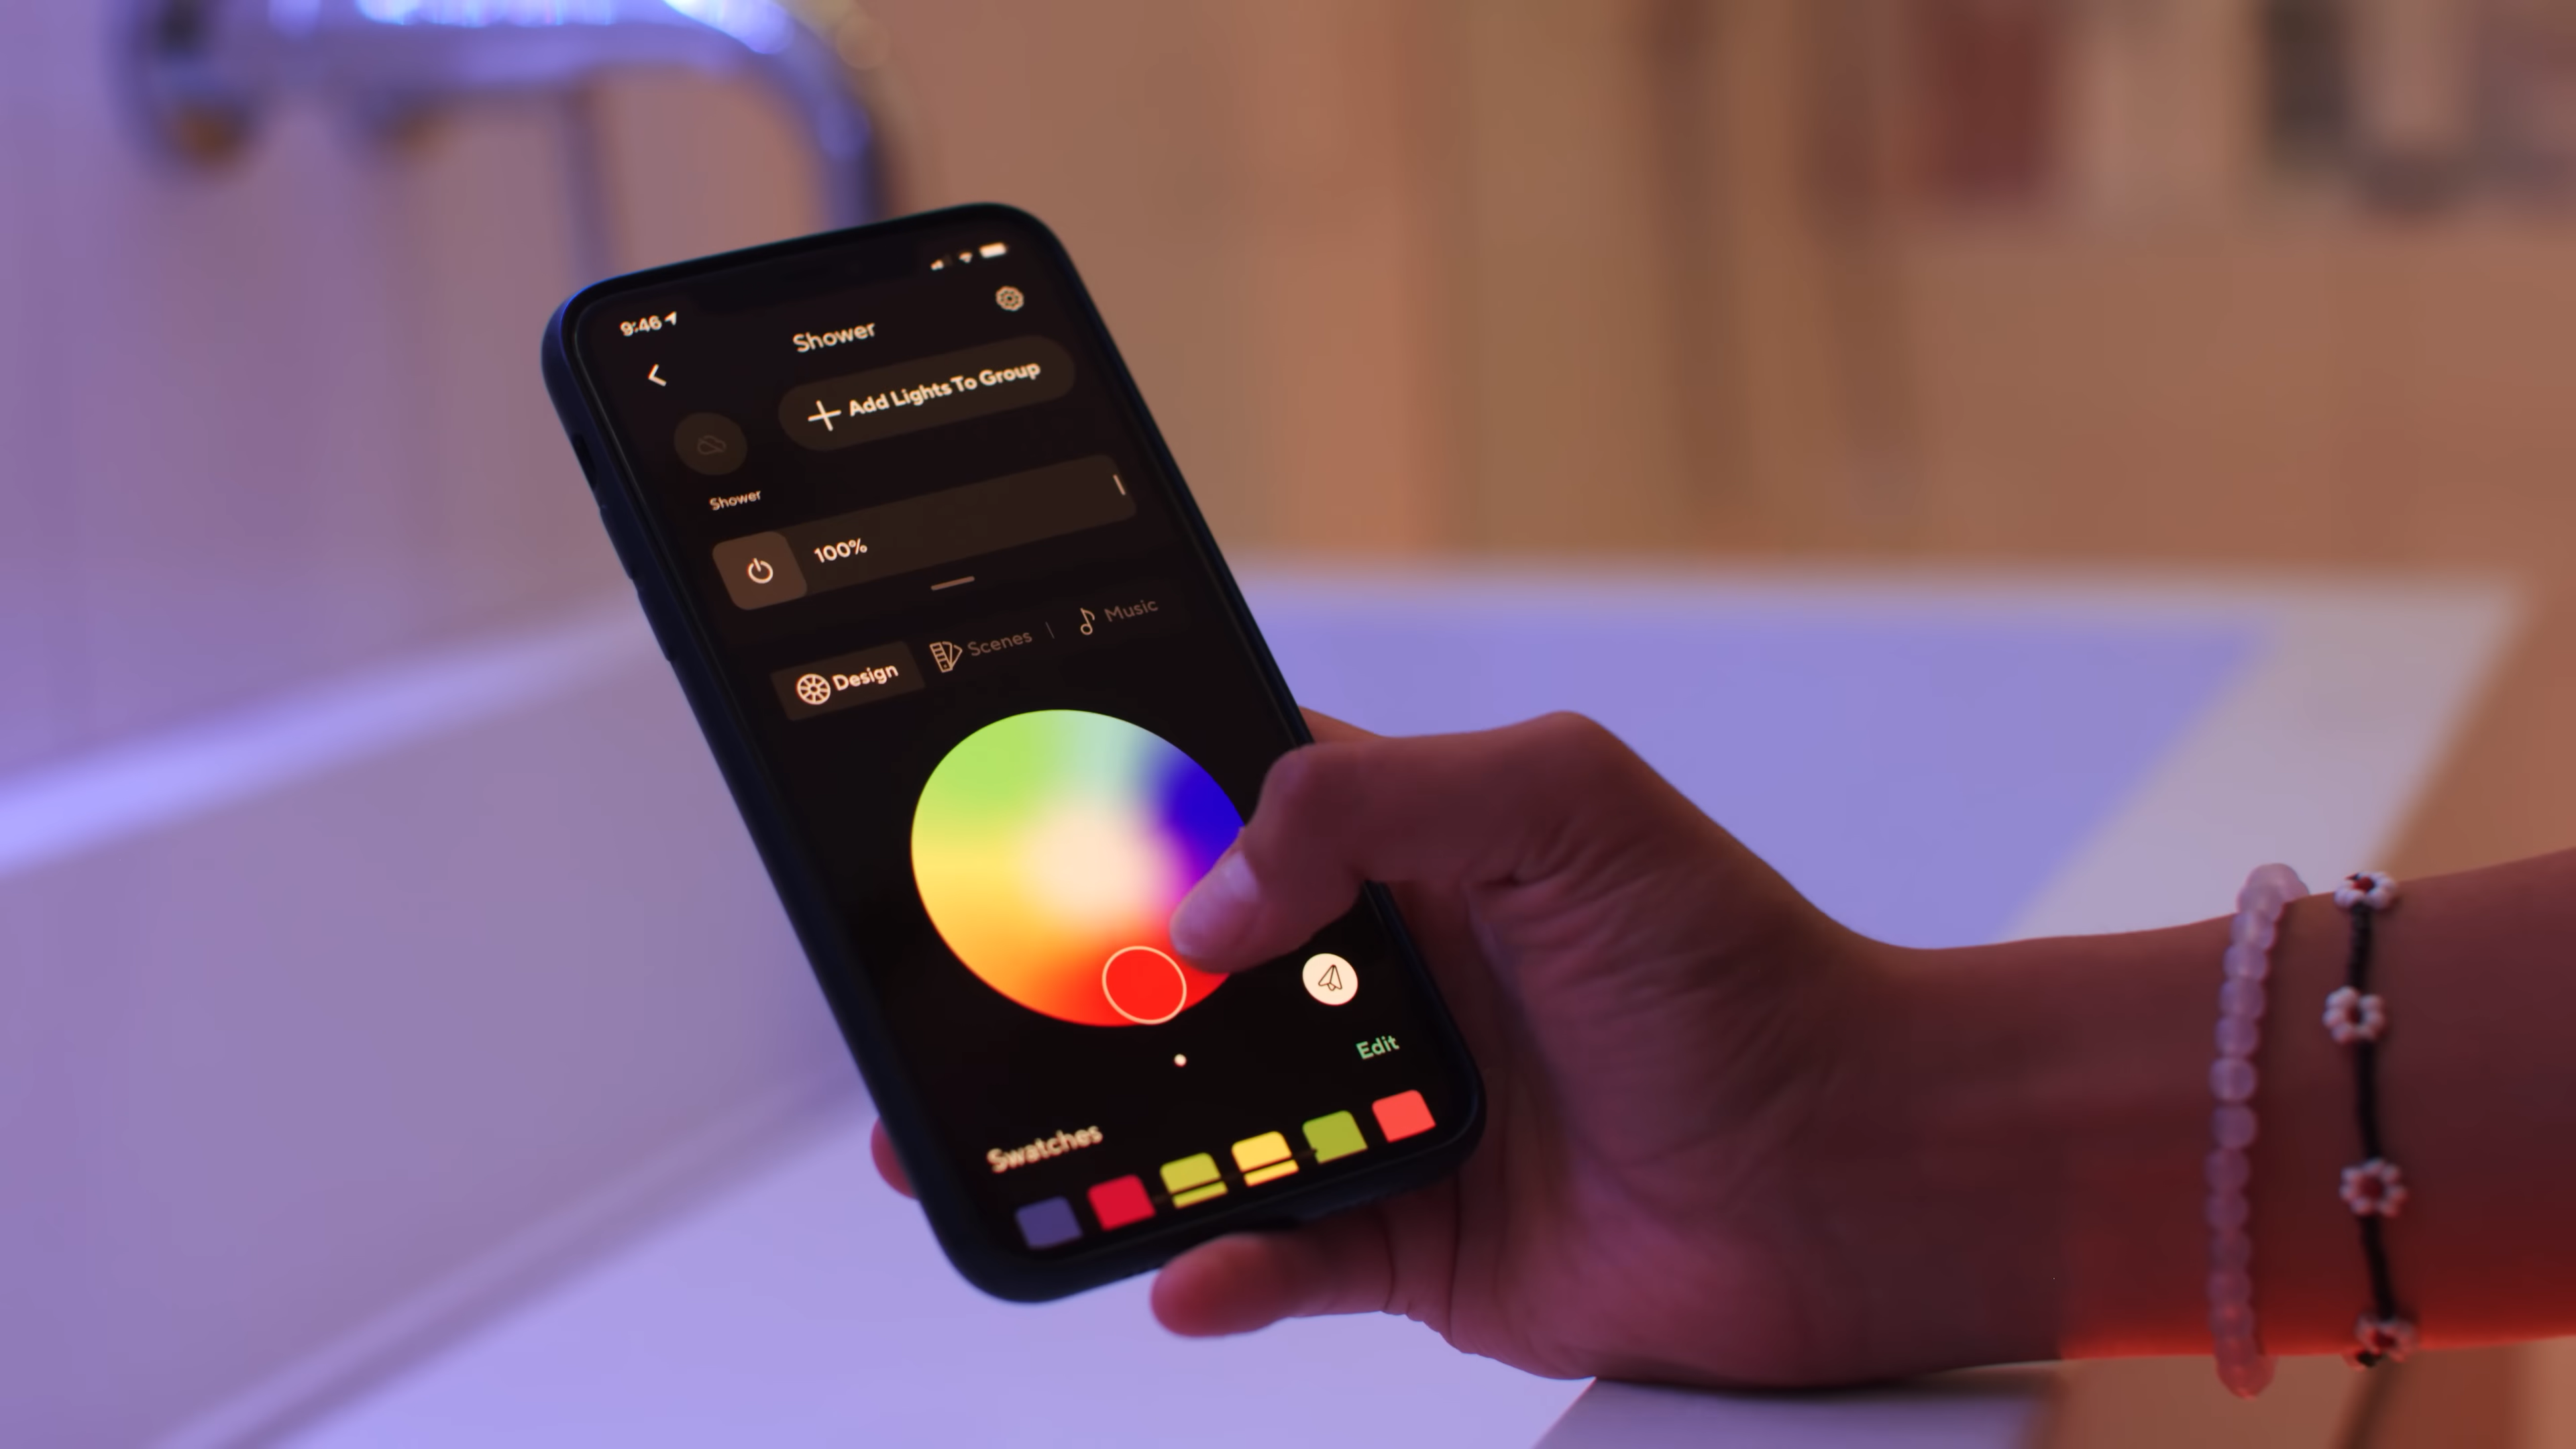 9:46
Shower
Add Lights To Group
Shower
100%
Design
Scenes
Music
Edit
Swatches